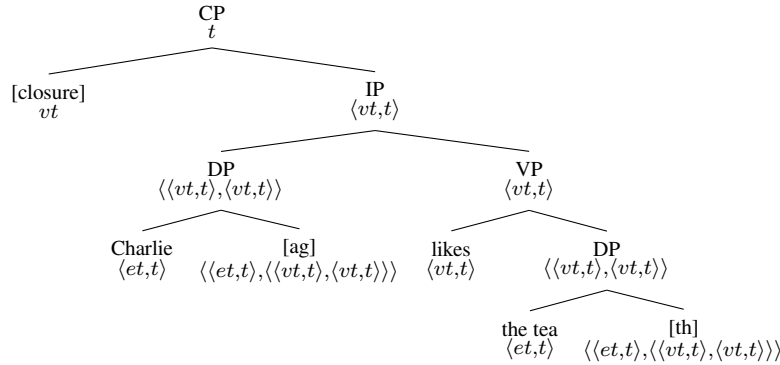 CP
t
[closure]
vt
IP
⟨vt,t⟩
DP
⟨⟨vt,t⟩,⟨vt,t⟩⟩
VP
⟨vt,t⟩
Charlie
⟨et,t⟩
[ag]
⟨⟨et,t⟩,⟨⟨vt,t⟩,⟨vt,t⟩⟩⟩
likes
⟨vt,t⟩
DP
⟨⟨vt,t⟩,⟨vt,t⟩⟩
the tea
⟨et,t⟩
[th]
⟨⟨et,t⟩,⟨⟨vt,t⟩,⟨vt,t⟩⟩⟩